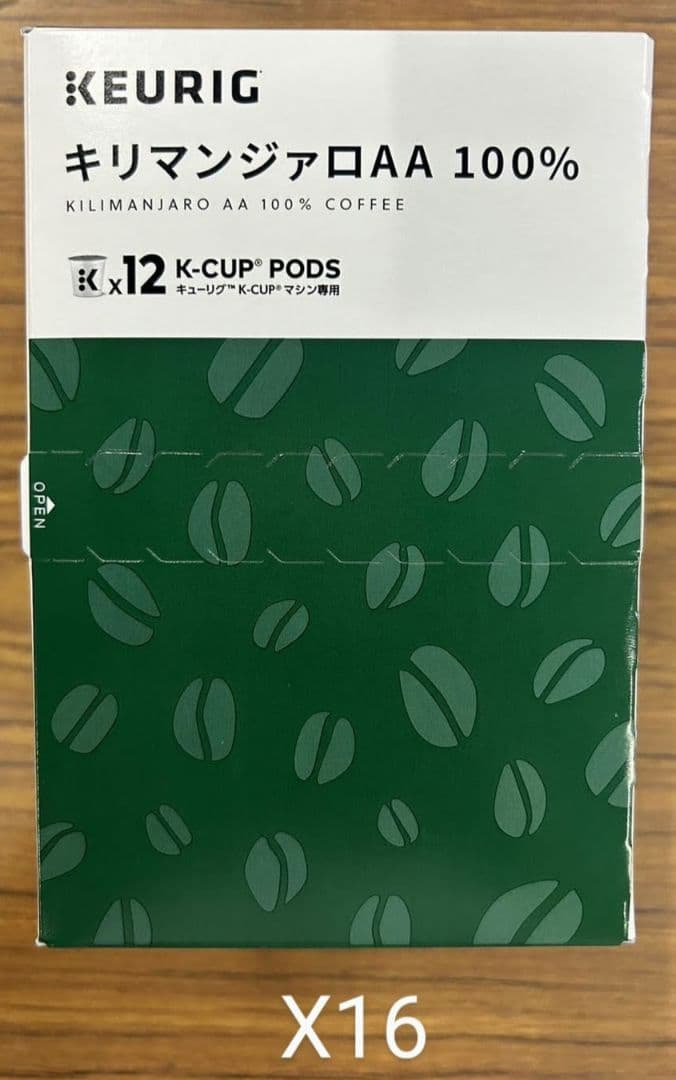 KEURIG
キリマンジァロAA 100%
KILIMANJARO AA 100% COFFEE
K x12 K-CUP® PODS
キューリグ™ K-CUP® マシン専用
OPEN
X16